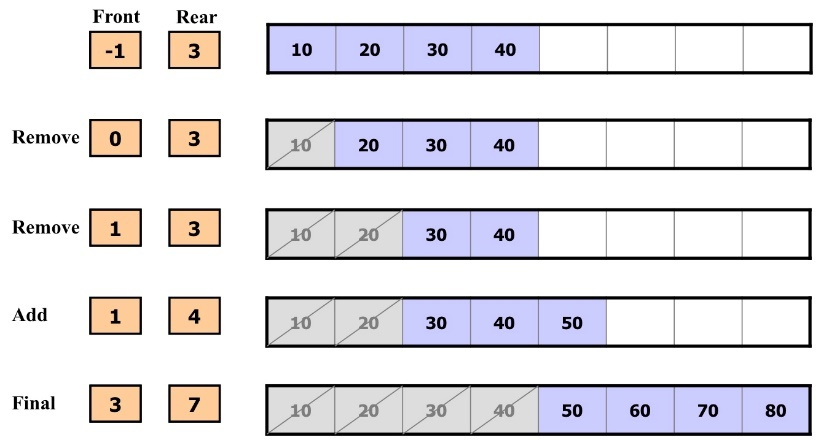 Front Rear
-1 3 10 20 30 40
Remove 0 3 10 20 30 40
Remove 1 3 10 20 30 40
Add 1 4 10 20 30 40 50
Final 3 7 10 20 30 40 50 60 70 80